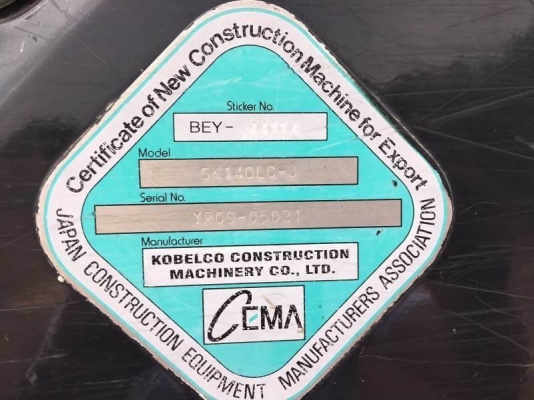 Certificate of New Construction Machine for Export
Sticker No.
BEY-
Model
SK140LC-8
Serial No.
YP09-05021
Manufacturer
KOBELCO CONSTRUCTION
MACHINERY CO., LTD.
CEMA
JAPAN CONSTRUCTION EQUIPMENT MANUFACTURERS ASSOCIATION